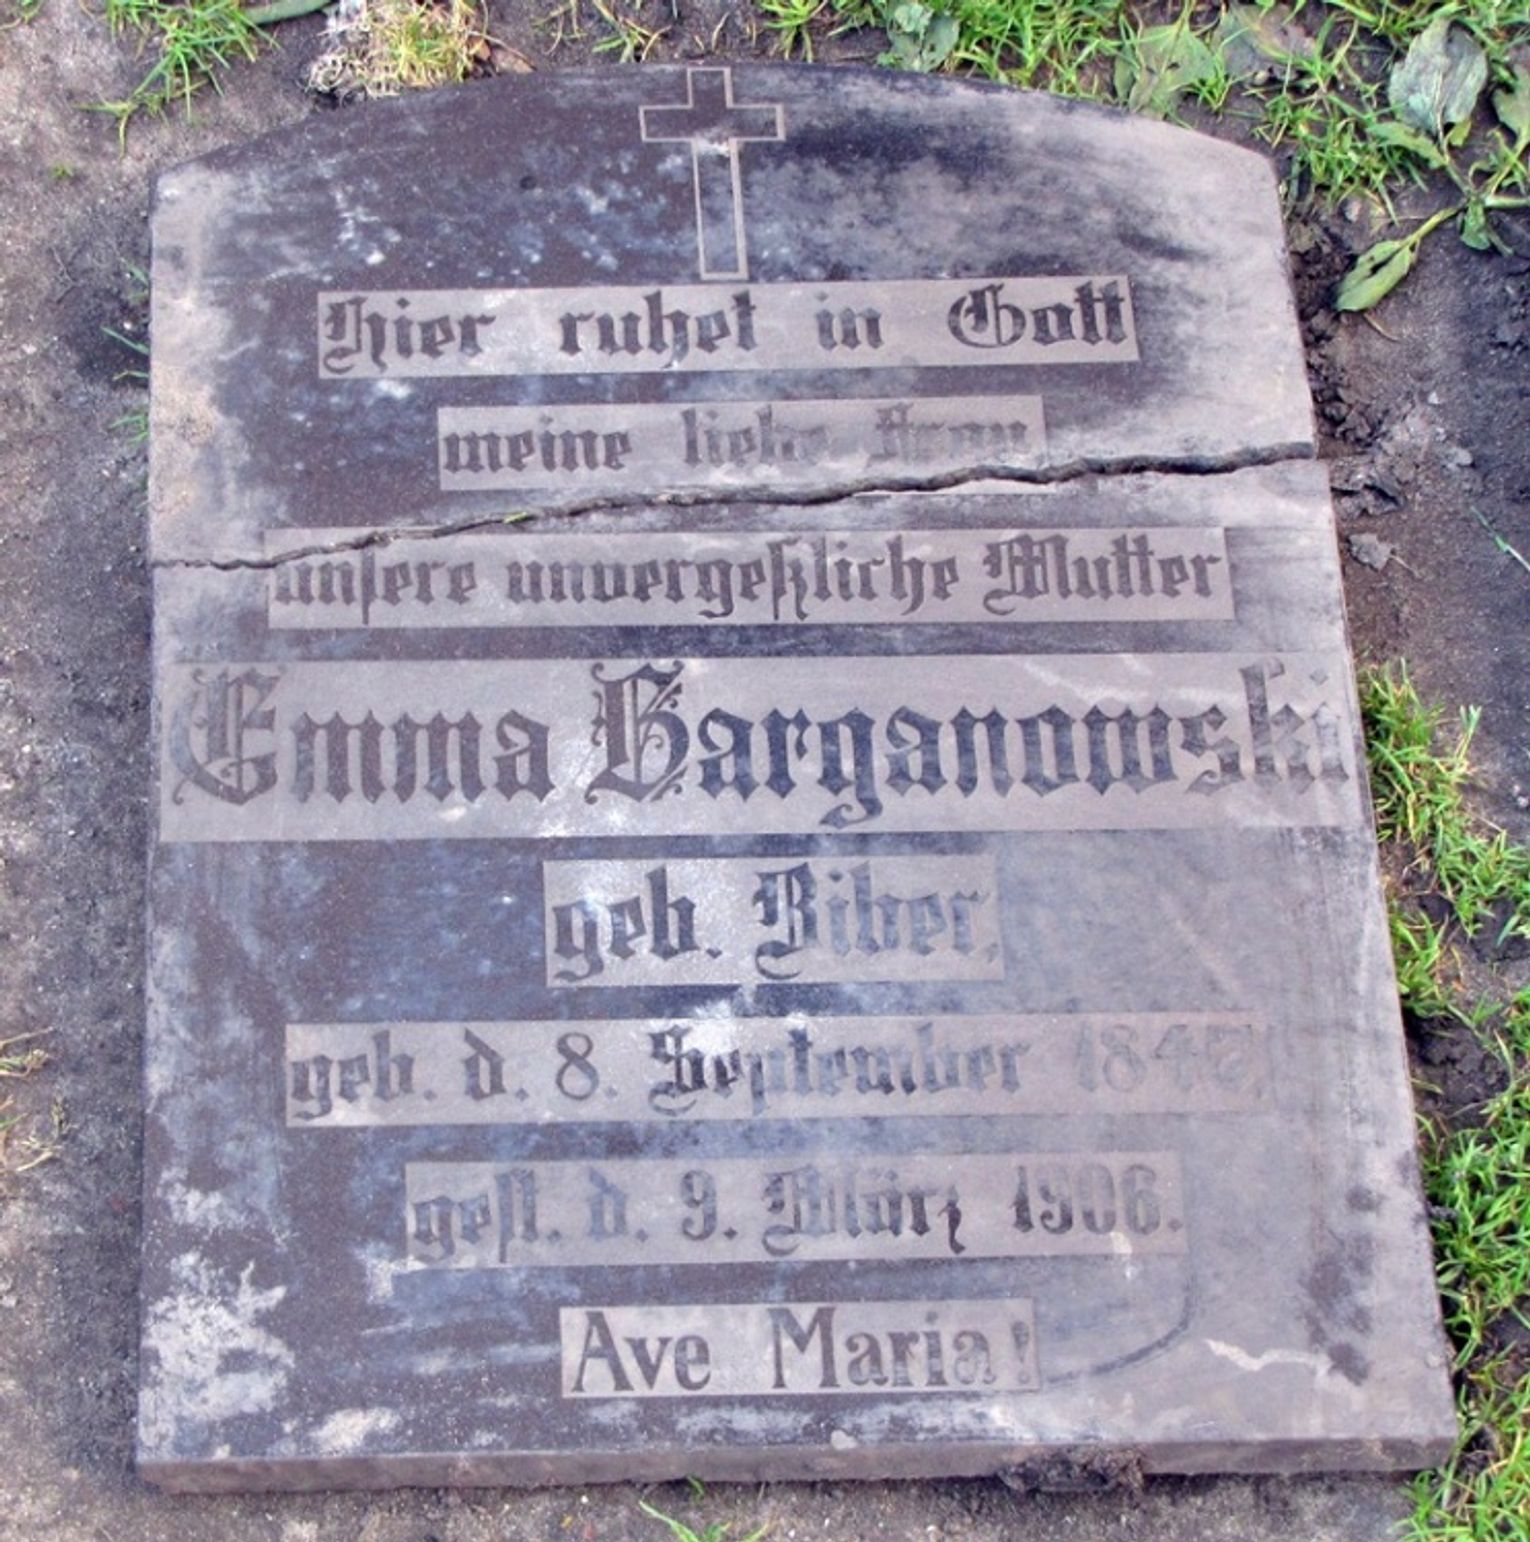 Hier ruhet in Gott
meine liebe Frau
unsere unvergeßliche Mutter
Emma Barganowski
geb. Biber.
geb. d. 8. September
gest. d. 9. März 1906.
Ave Maria!